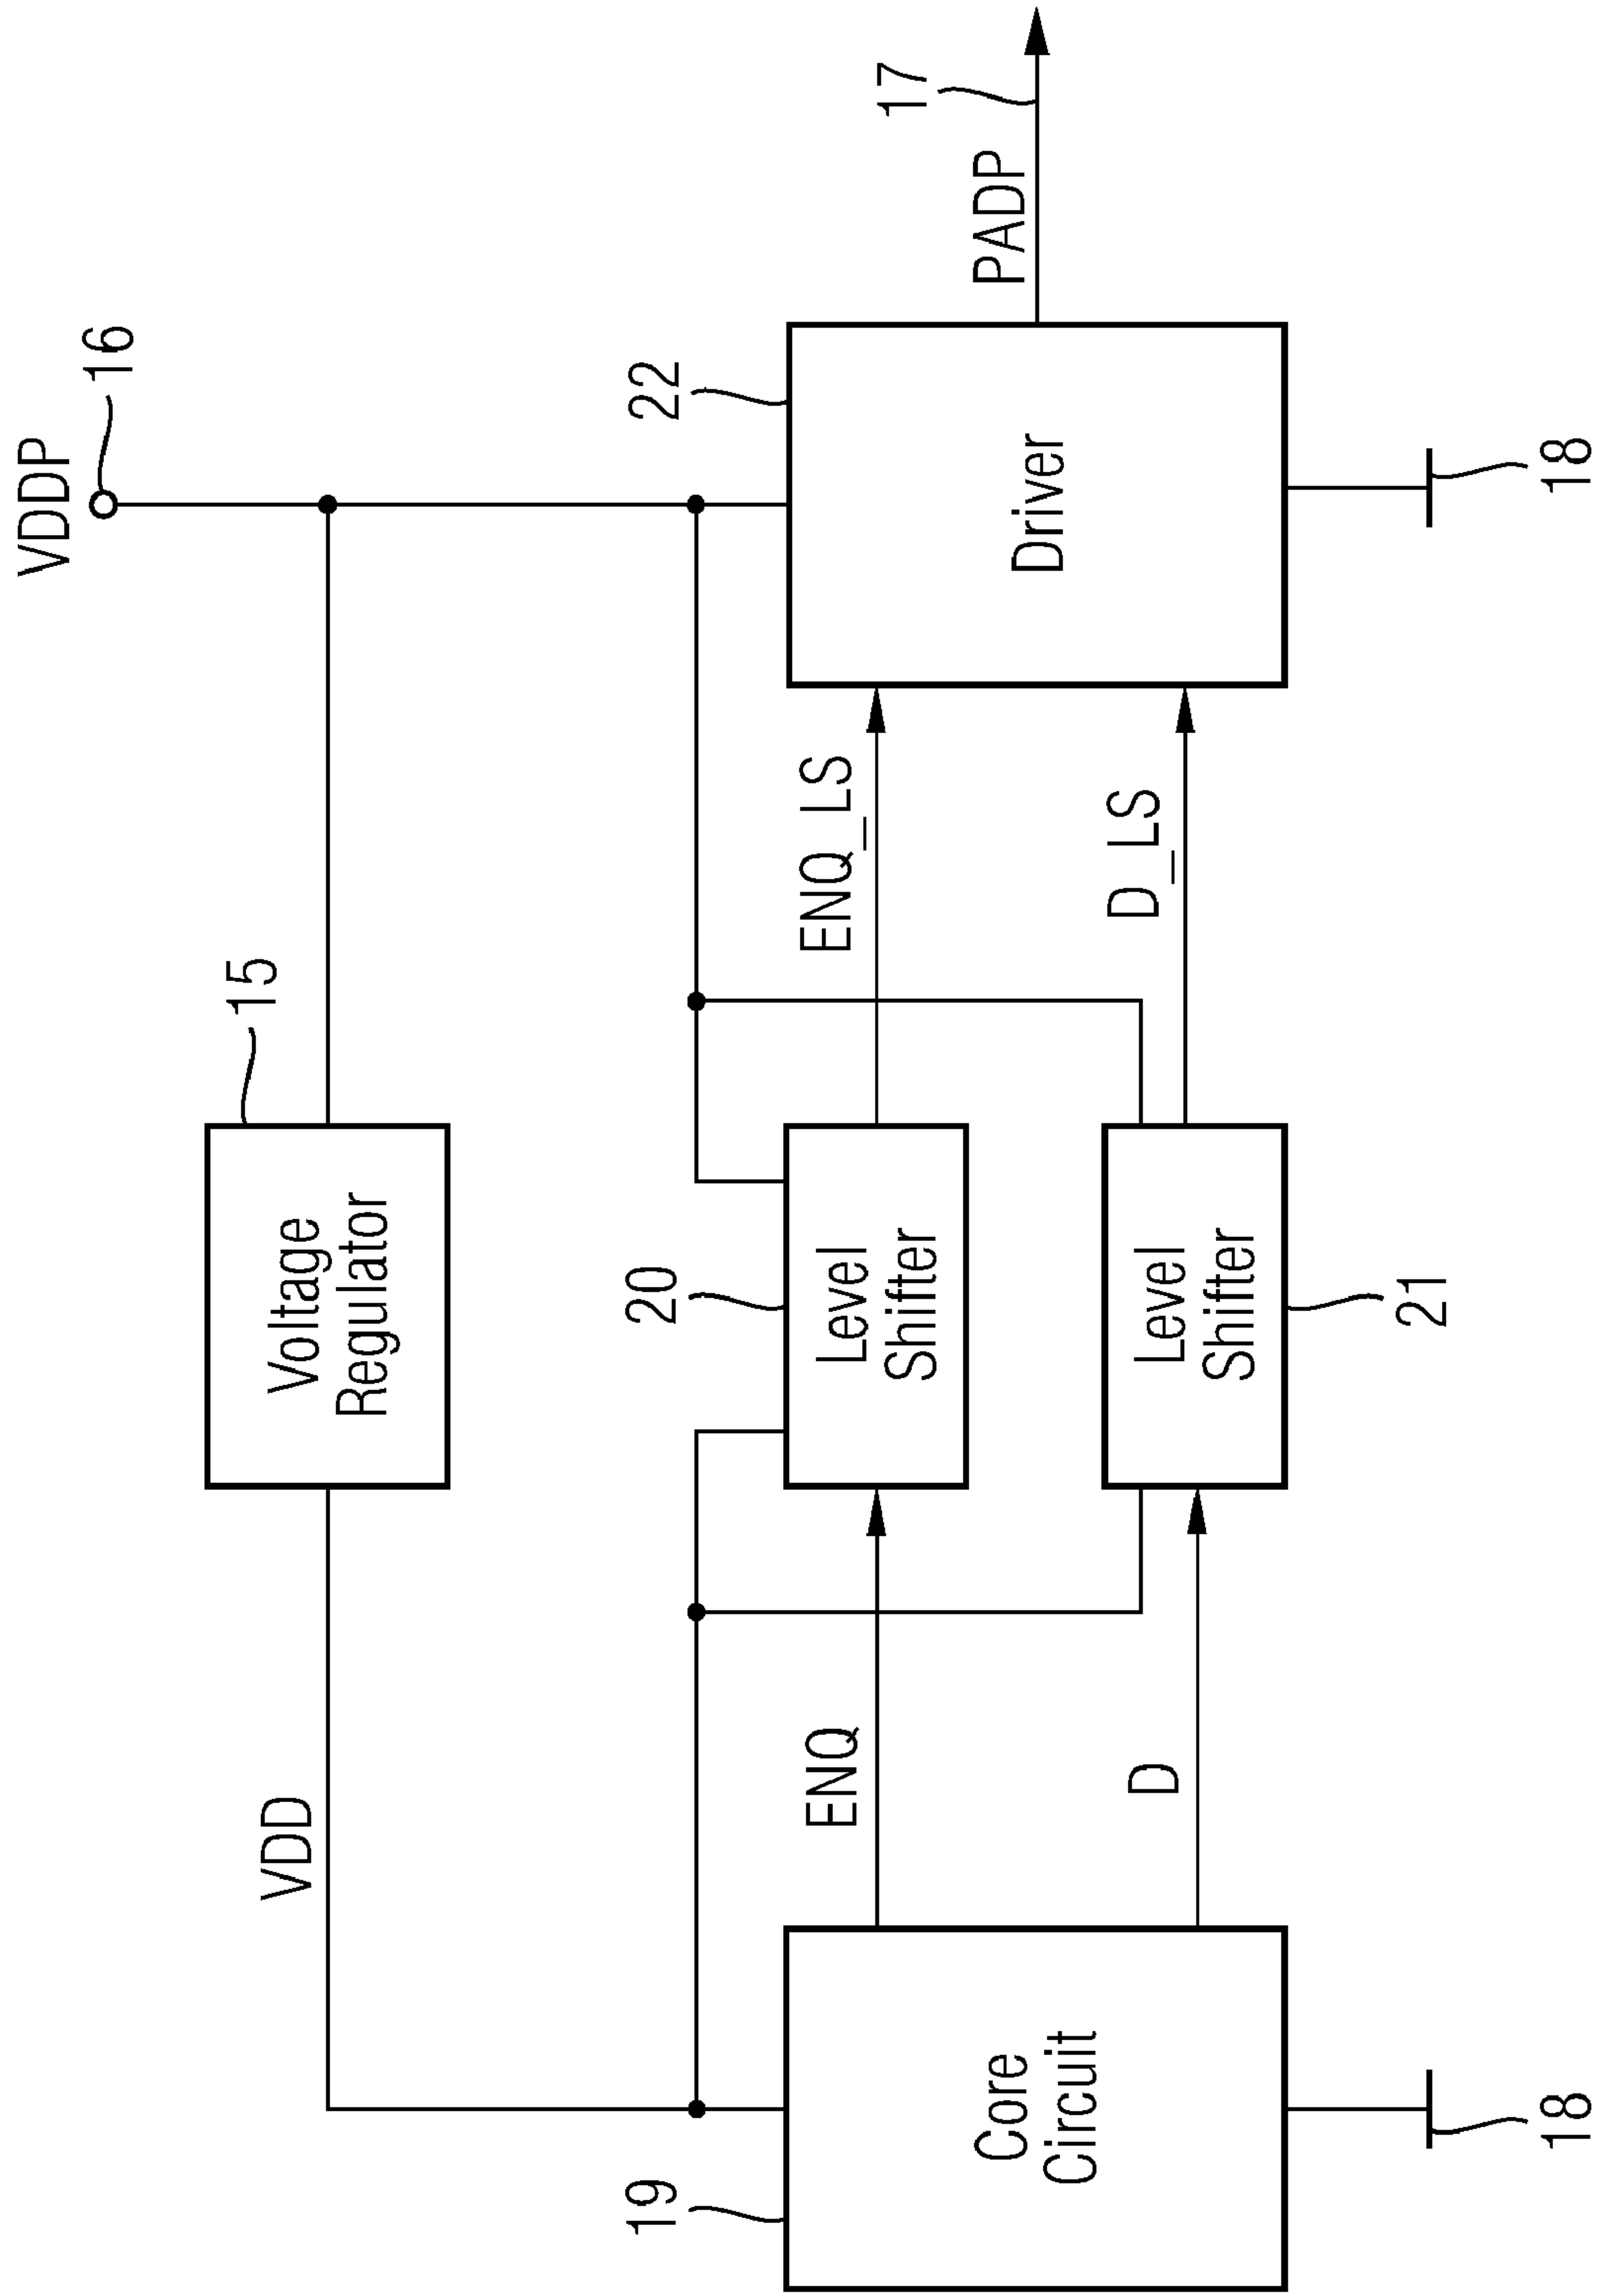 VDDP
16
15
VDD
Voltage
Regulator
19
20
22
17
ENQ
ENQ_LS
PADP
Core
Circuit
Level
Shifter
Driver
D
Level
Shifter
D_LS
21
18
18